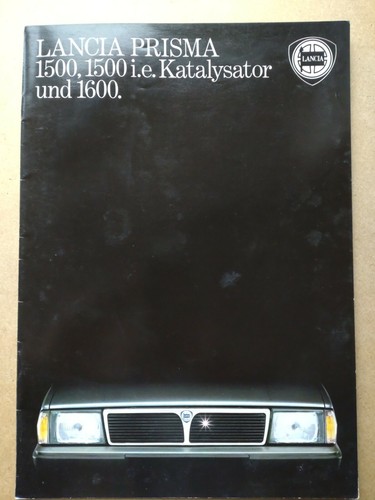 LANCIA PRISMA
1500, 1500 i.e. Katalysator
und 1600.
LANCIA